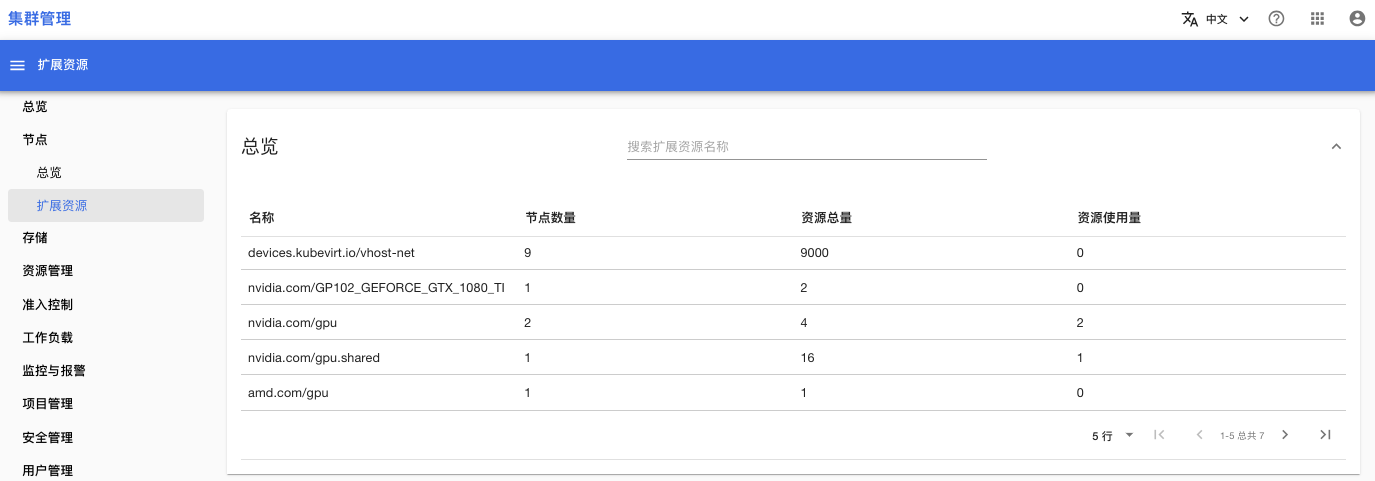 集群管理
中文
扩展资源
总览
节点
总览
扩展资源
存储
资源管理
准入控制
工作负载
监控与报警
项目管理
安全管理
用户管理
总览 搜索扩展资源名称
名称 节点数量 资源总量 资源使用量
devices.kubevirt.io/vhost-net 9 9000 0
nvidia.com/GP102_GEFORCE_GTX_1080_TI 1 2 0
nvidia.com/gpu 2 4 2
nvidia.com/gpu.shared 1 16 1
amd.com/gpu 1 1 0
5 行 1-5 总共 7